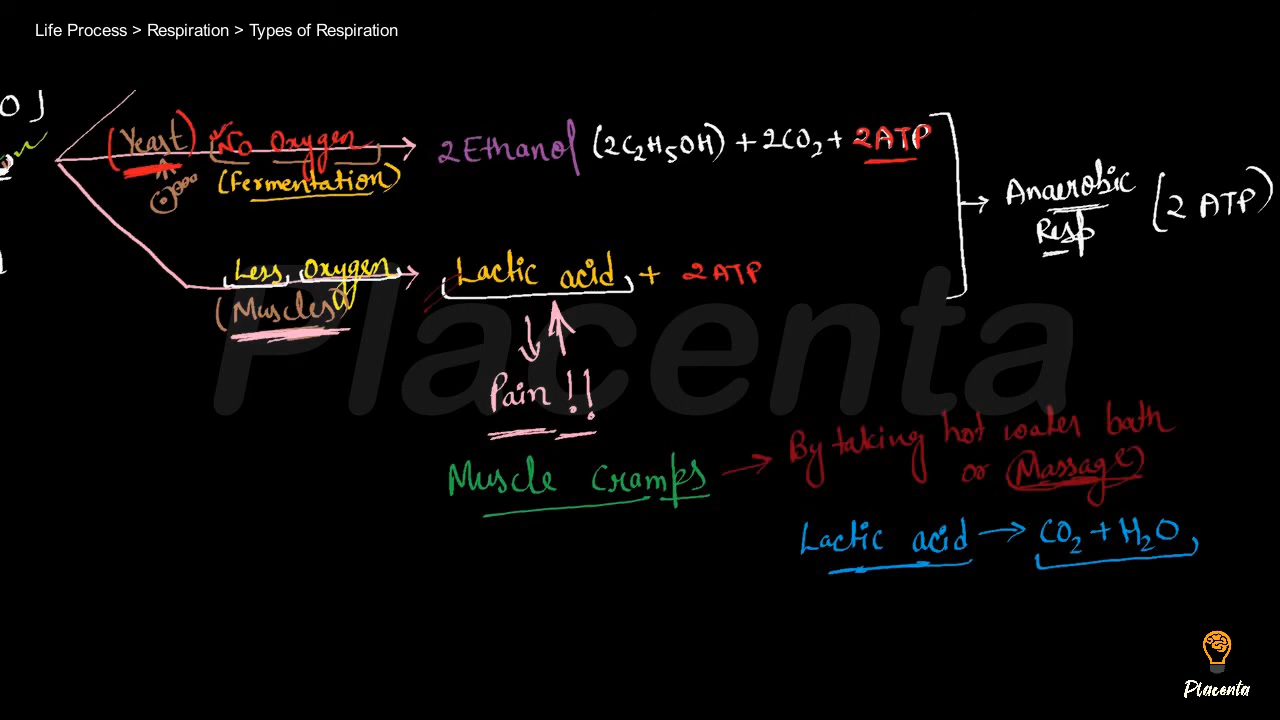 Life Process > Respiration > Types of Respiration
(Yeast) No Oxygen
(Fermentation)
2Ethanol (2C₂H₅OH) + 2CO₂ + 2ATP
Anaerobic
Resp
(2 ATP)
Less Oxygen
(Muscles)
Lactic acid + 2ATP
Pain !!
Muscle Cramps → By taking hot water bath
or (Massage)
Lactic acid → CO₂ + H₂O
Placenta
Placenta